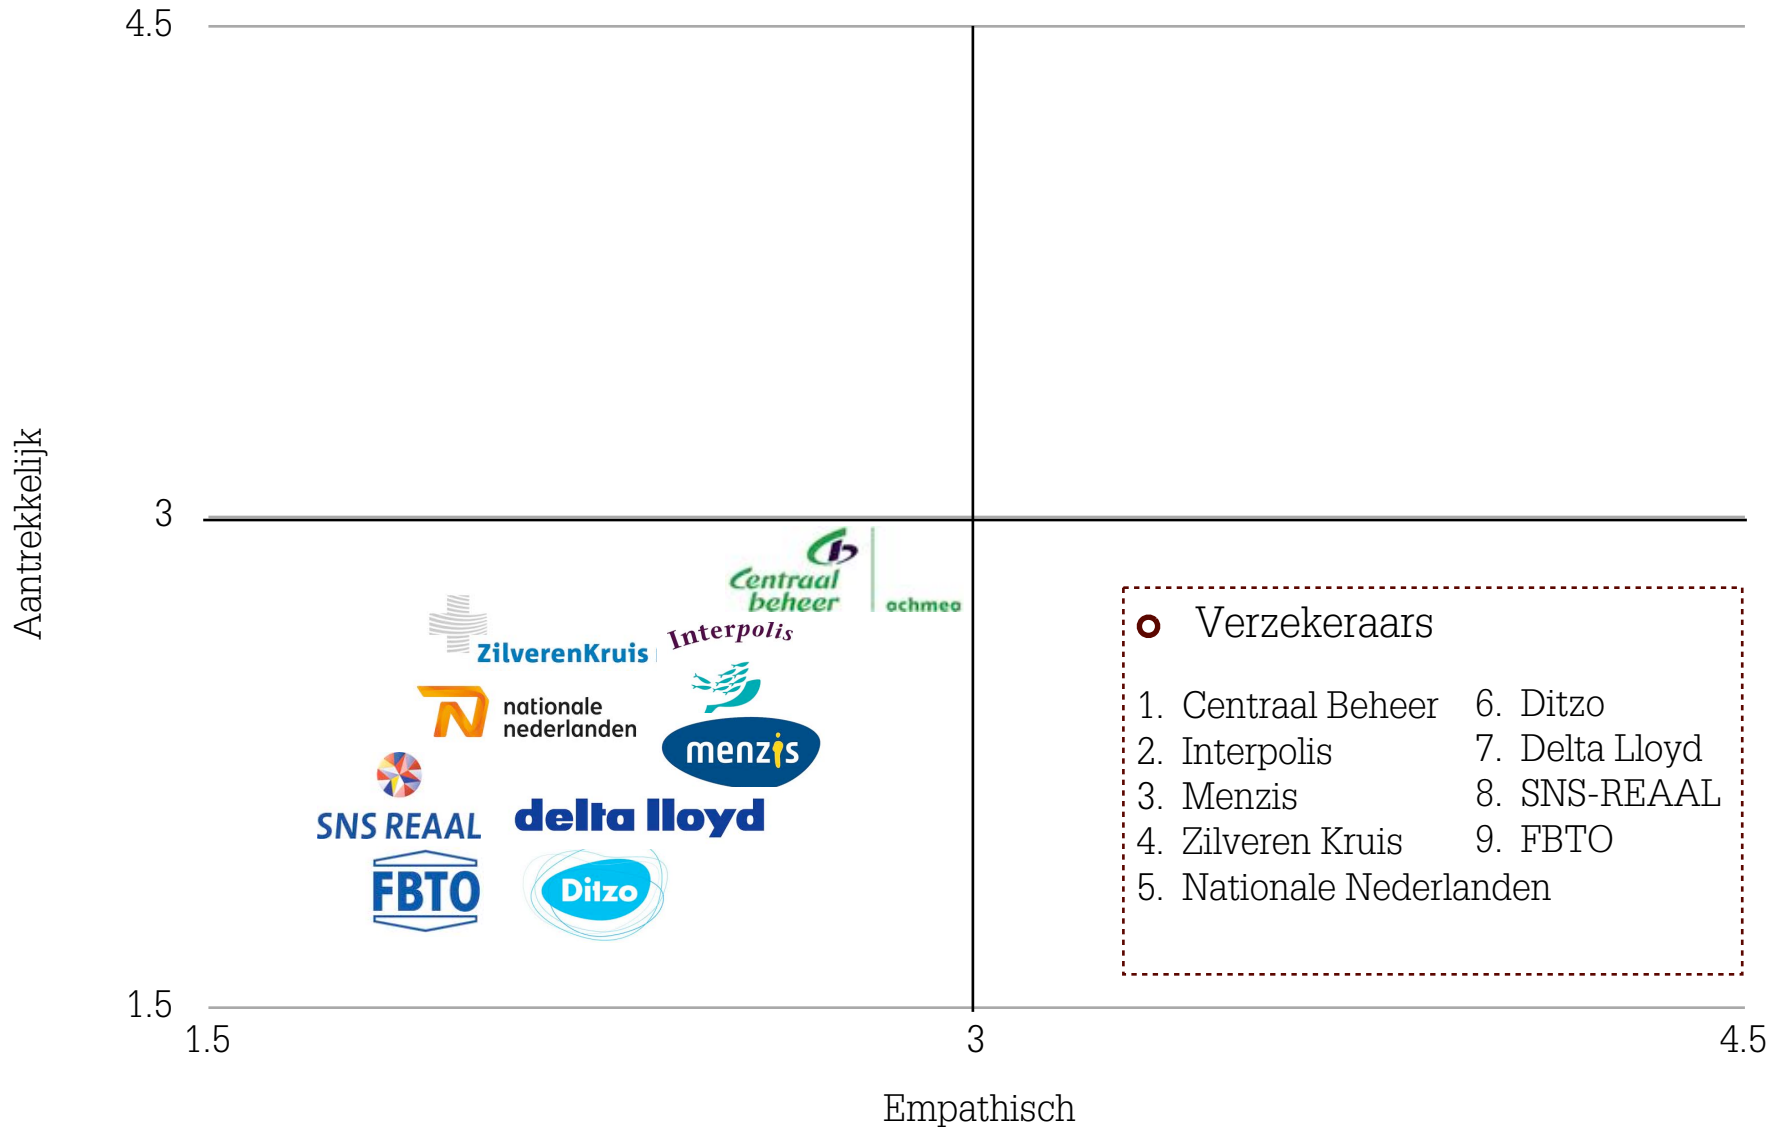 4.5
Aantrekkelijk
3
Centraal
beheer achmea
Interpolis
ZilverenKruis
nationale
nederlanden
menzis
SNS REAAL
delta lloyd
FBTO
Ditzo
Verzekeraars
1. Centraal Beheer
2. Interpolis
3. Menzis
4. Zilveren Kruis
5. Nationale Nederlanden
6. Ditzo
7. Delta Lloyd
8. SNS-REAAL
9. FBTO
1.5
1.5
3
4.5
Empathisch